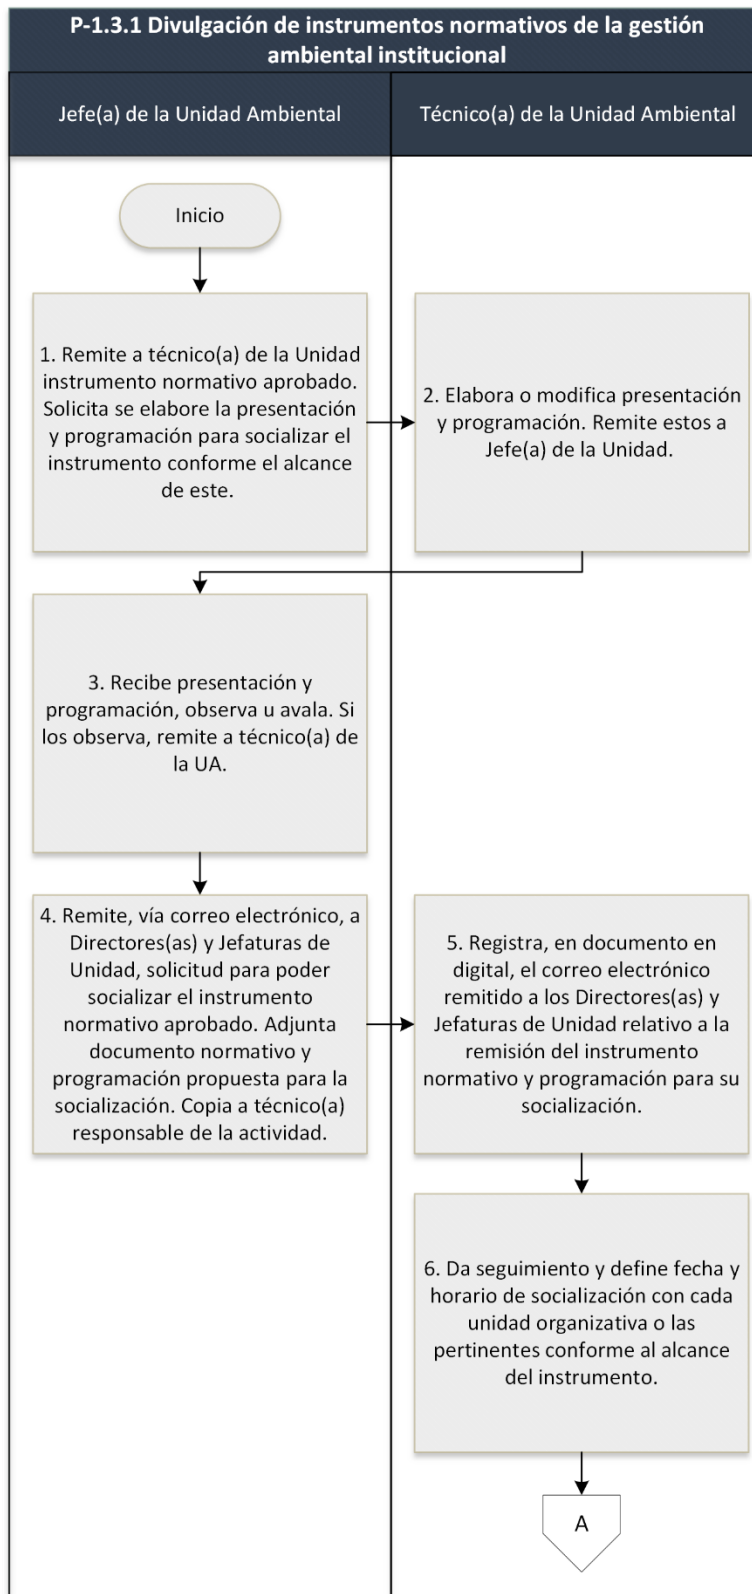 P-1.3.1 Divulgación de instrumentos normativos de la gestión
ambiental institucional
Jefe(a) de la Unidad Ambiental
Técnico(a) de la Unidad Ambiental
Inicio
1. Remite a técnico(a) de la Unidad
instrumento normativo aprobado.
Solicita se elabore la presentación
y programación para socializar el
instrumento conforme el alcance
de este.
2. Elabora o modifica presentación
y programación. Remite estos a
Jefe(a) de la Unidad.
3. Recibe presentación y
programación, observa u avala. Si
los observa, remite a técnico(a) de
la UA.
4. Remite, vía correo electrónico, a
Directores(as) y Jefaturas de
Unidad, solicitud para poder
socializar el instrumento
normativo aprobado. Adjunta
documento normativo y
programación propuesta para la
socialización. Copia a técnico(a)
responsable de la actividad.
5. Registra, en documento en
digital, el correo electrónico
remitido a los Directores(as) y
Jefaturas de Unidad relativo a la
remisión del instrumento
normativo y programación para su
socialización.
6. Da seguimiento y define fecha y
horario de socialización con cada
unidad organizativa o las
pertinentes conforme al alcance
del instrumento.
A